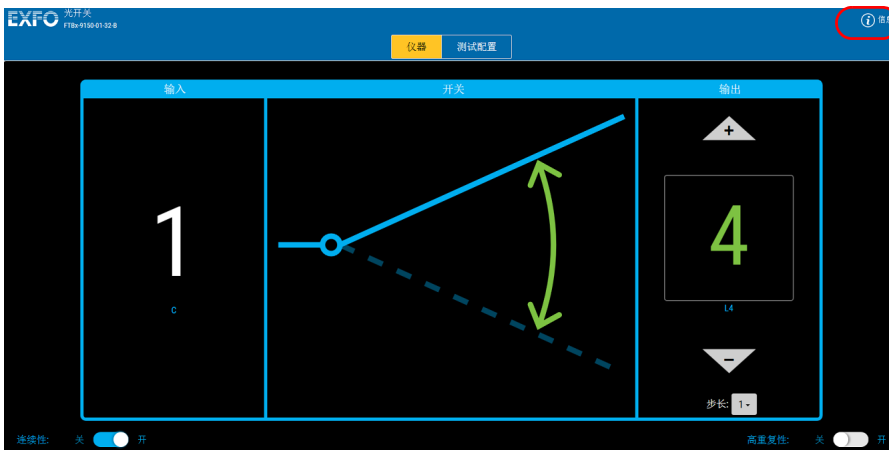 EXFO 光开关
FTBx-9150-01-32-B
信息
仪器 测试配置
输入 开关 输出
+
1 4
C L4
−
步长: 1
连续性: 关 开 高重复性: 关 开